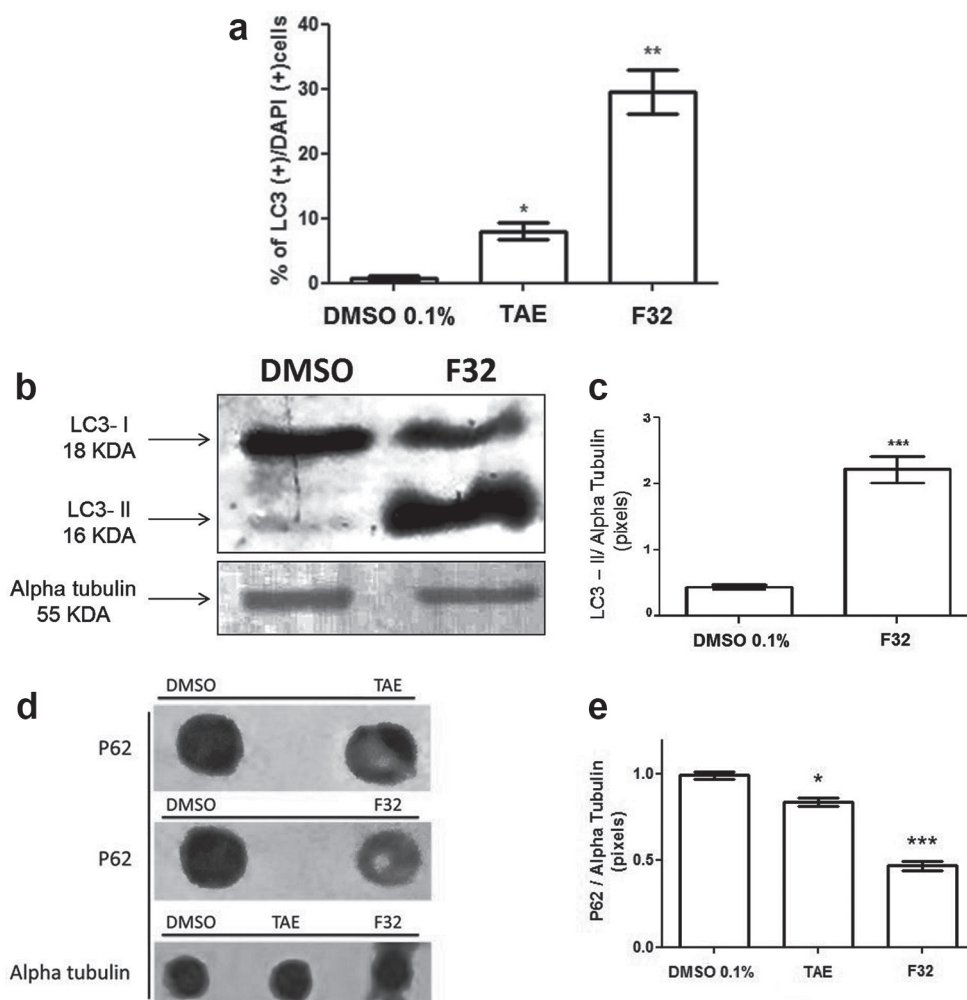 a
% of LC3 (+)/DAPI (+)cells
40
30
20
10
0
*
**
DMSO 0.1%
TAE
F32
b
DMSO
F32
LC3- I
18 KDA
LC3- II
16 KDA
Alpha tubulin
55 KDA
c
LC3 – II/ Alpha Tubulin
(pixels)
3
2
1
0
***
DMSO 0.1%
F32
d
DMSO
TAE
P62
DMSO
F32
P62
DMSO
TAE
F32
Alpha tubulin
e
P62 / Alpha Tubulin
(pixels)
1.0
0.5
0.0
*
***
DMSO 0.1%
TAE
F32